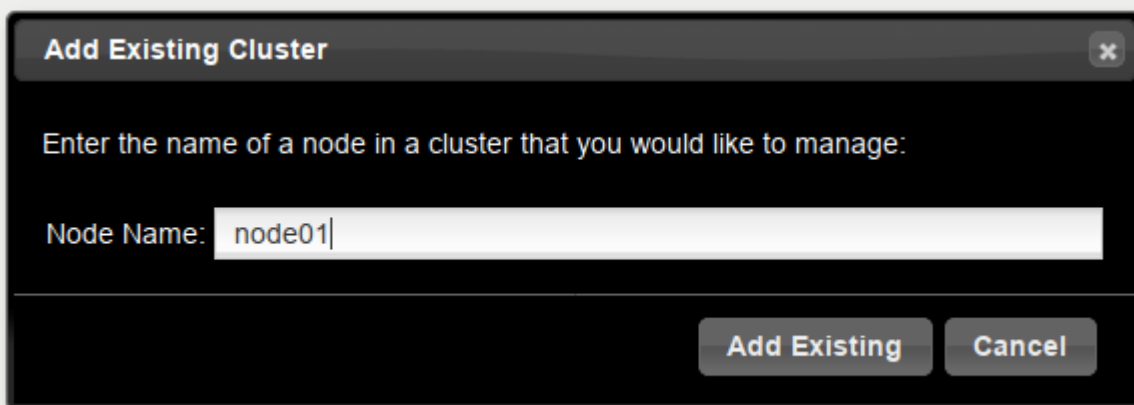 Add Existing Cluster
Enter the name of a node in a cluster that you would like to manage:
Node Name: node01
Add Existing Cancel